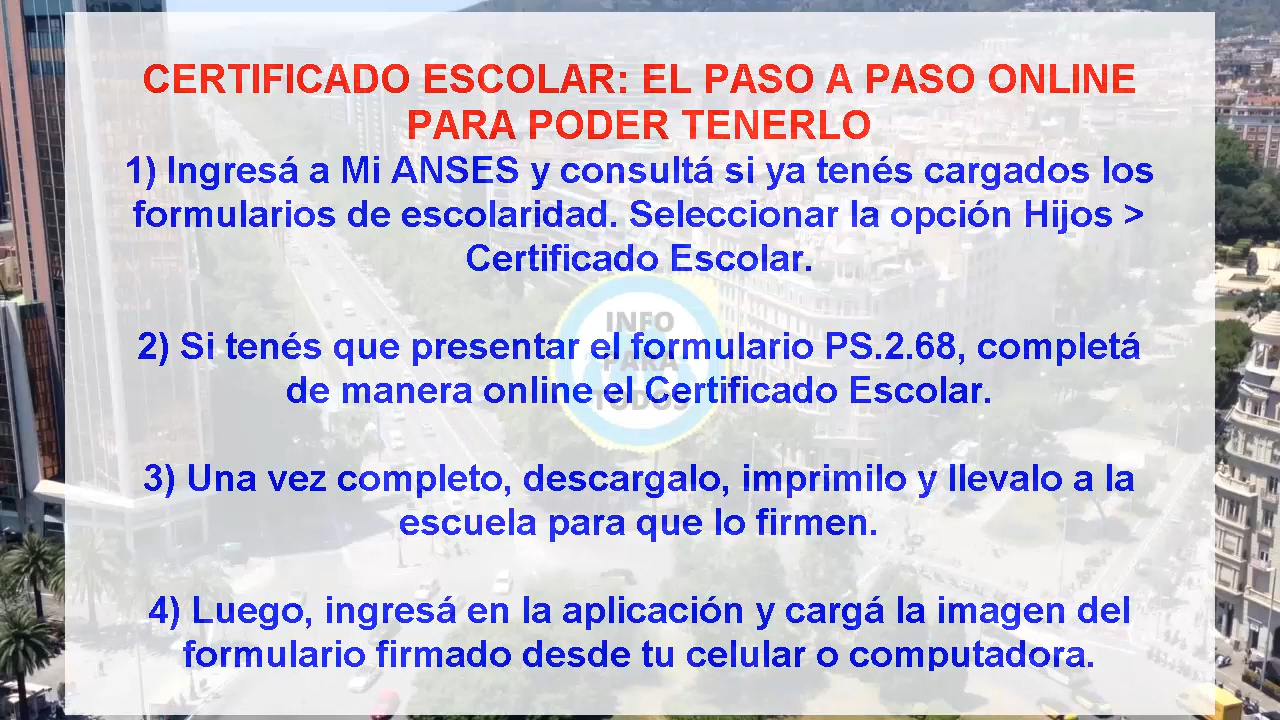 CERTIFICADO ESCOLAR: EL PASO A PASO ONLINE
PARA PODER TENERLO
1) Ingresá a Mi ANSES y consultá si ya tenés cargados los
formularios de escolaridad. Seleccionar la opción Hijos >
Certificado Escolar.
INFO
PARA
TODOS
2) Si tenés que presentar el formulario PS.2.68, completá
de manera online el Certificado Escolar.
3) Una vez completo, descargalo, imprimilo y llevalo a la
escuela para que lo firmen.
4) Luego, ingresá en la aplicación y cargá la imagen del
formulario firmado desde tu celular o computadora.